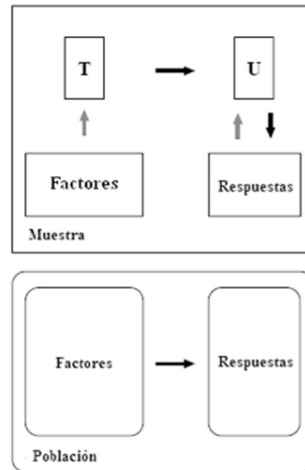 T
U
Factores
Respuestas
Muestra
Factores
Respuestas
Población